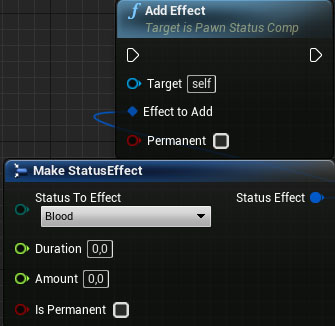 Add Effect
Target is Pawn Status Comp
Target self
Effect to Add
Permanent
Make StatusEffect
Status To Effect
Status Effect
Blood
Duration 0,0
Amount 0,0
Is Permanent